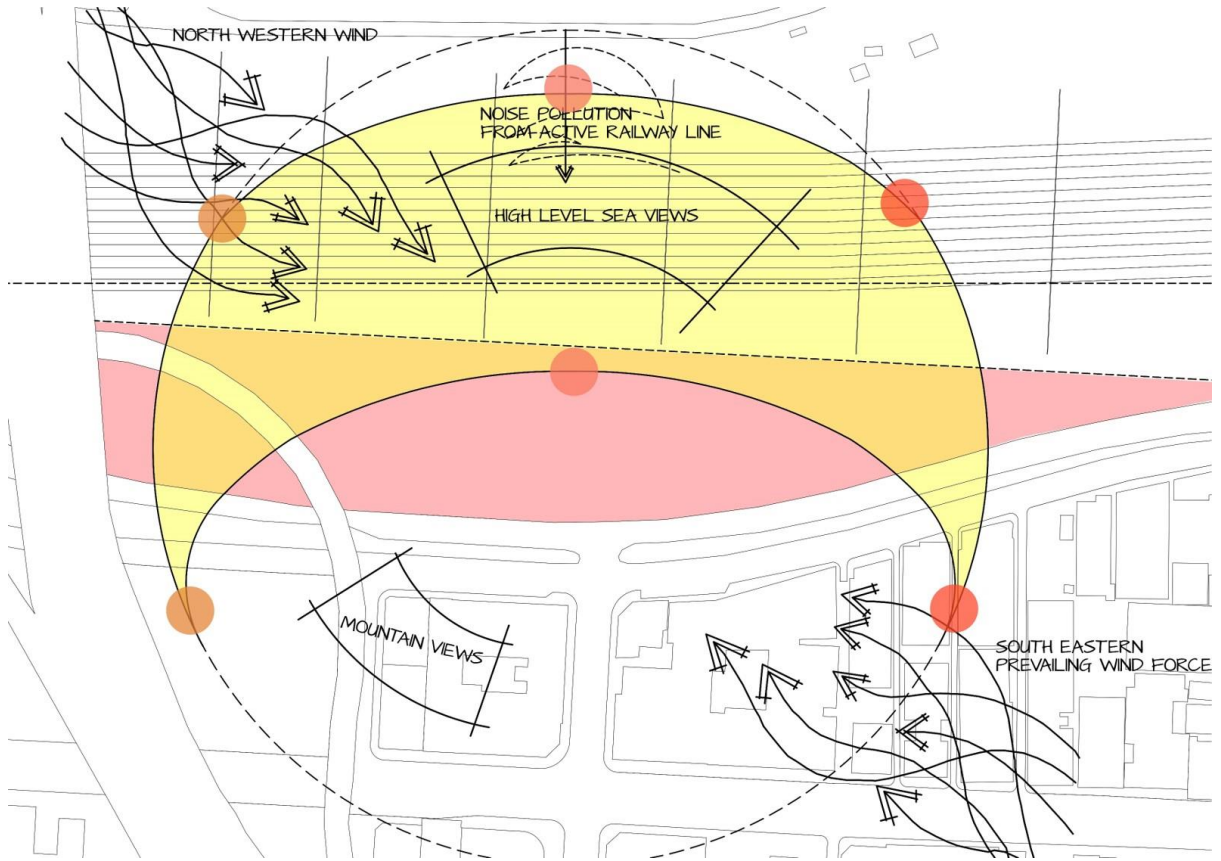 NORTH WESTERN WIND
NOISE POLLUTION
FROM ACTIVE RAILWAY LINE
HIGH LEVEL SEA VIEWS
MOUNTAIN VIEWS
SOUTH EASTERN
PREVAILING WIND FORCE